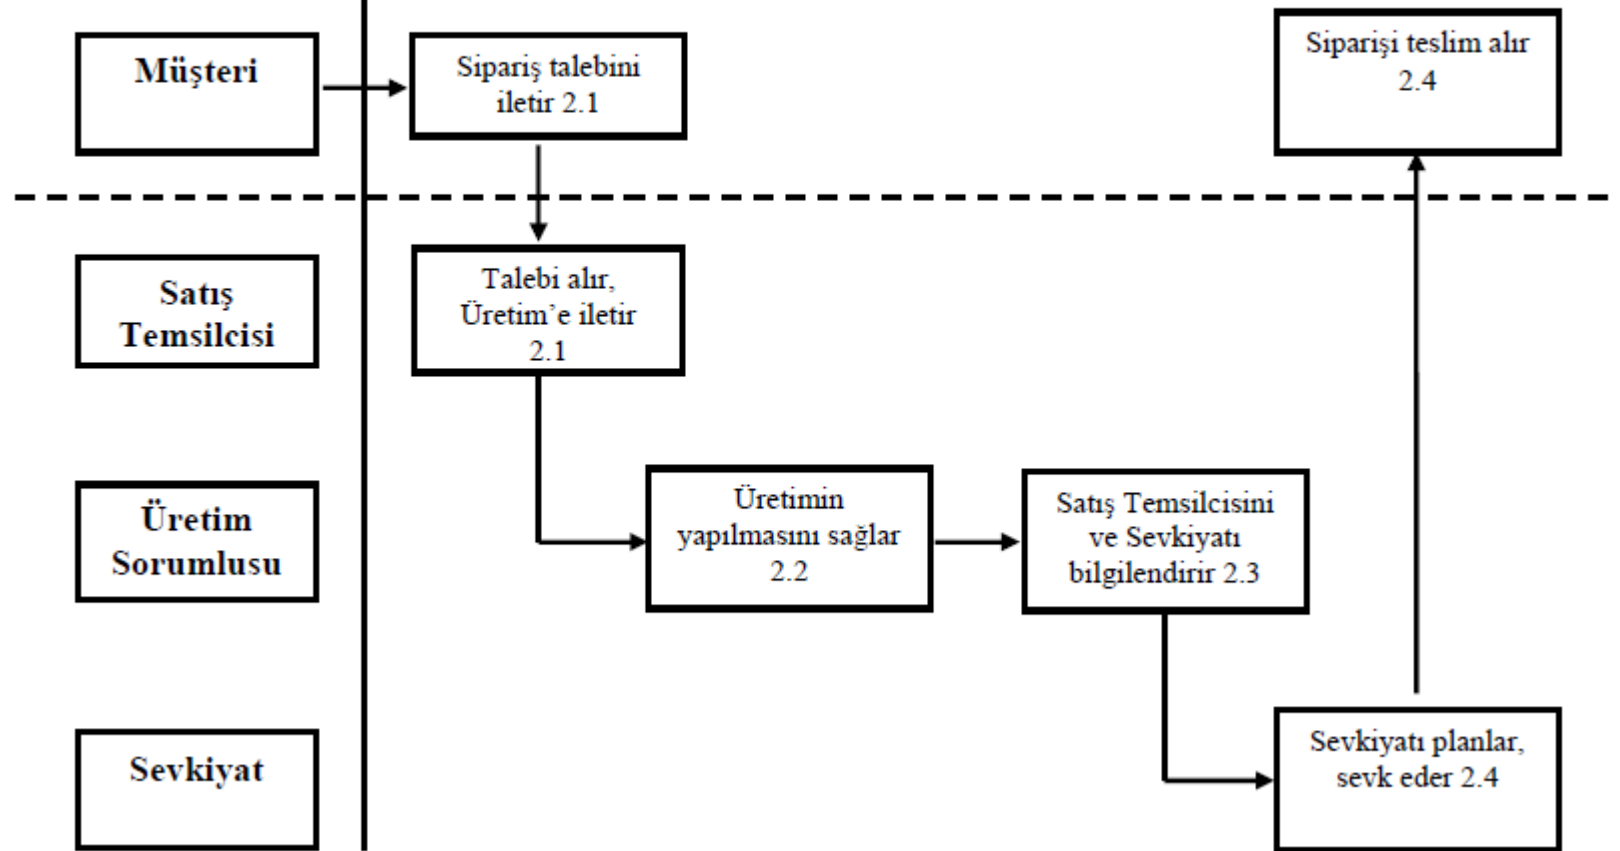 Müşteri
Sipariş talebini
iletir 2.1
Siparişi teslim alır
2.4
Satış
Temsilcisi
Talebi alır,
Üretim’e iletir
2.1
Üretim
Sorumlusu
Üretimin
yapılmasını sağlar
2.2
Satış Temsilcisini
ve Sevkiyatı
bilgilendirir 2.3
Sevkiyat
Sevkiyatı planlar,
sevk eder 2.4